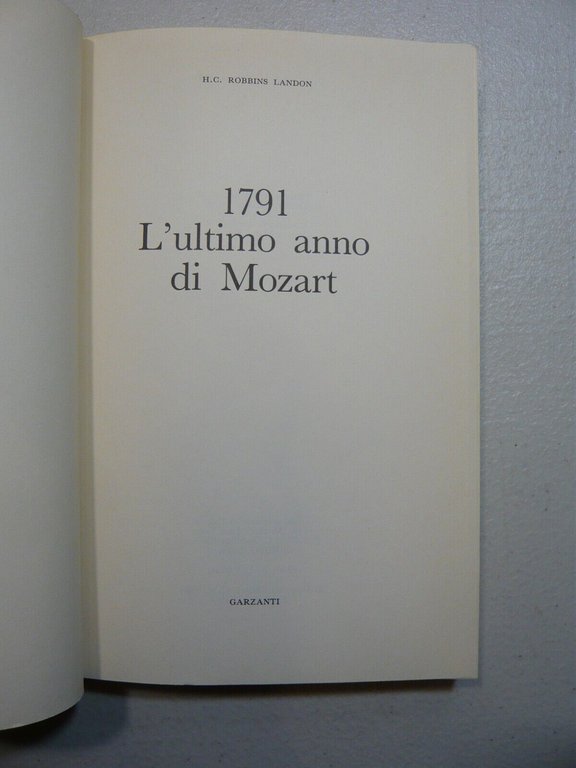 H.C. ROBBINS LANDON
1791
L'ultimo anno
di Mozart
GARZANTI